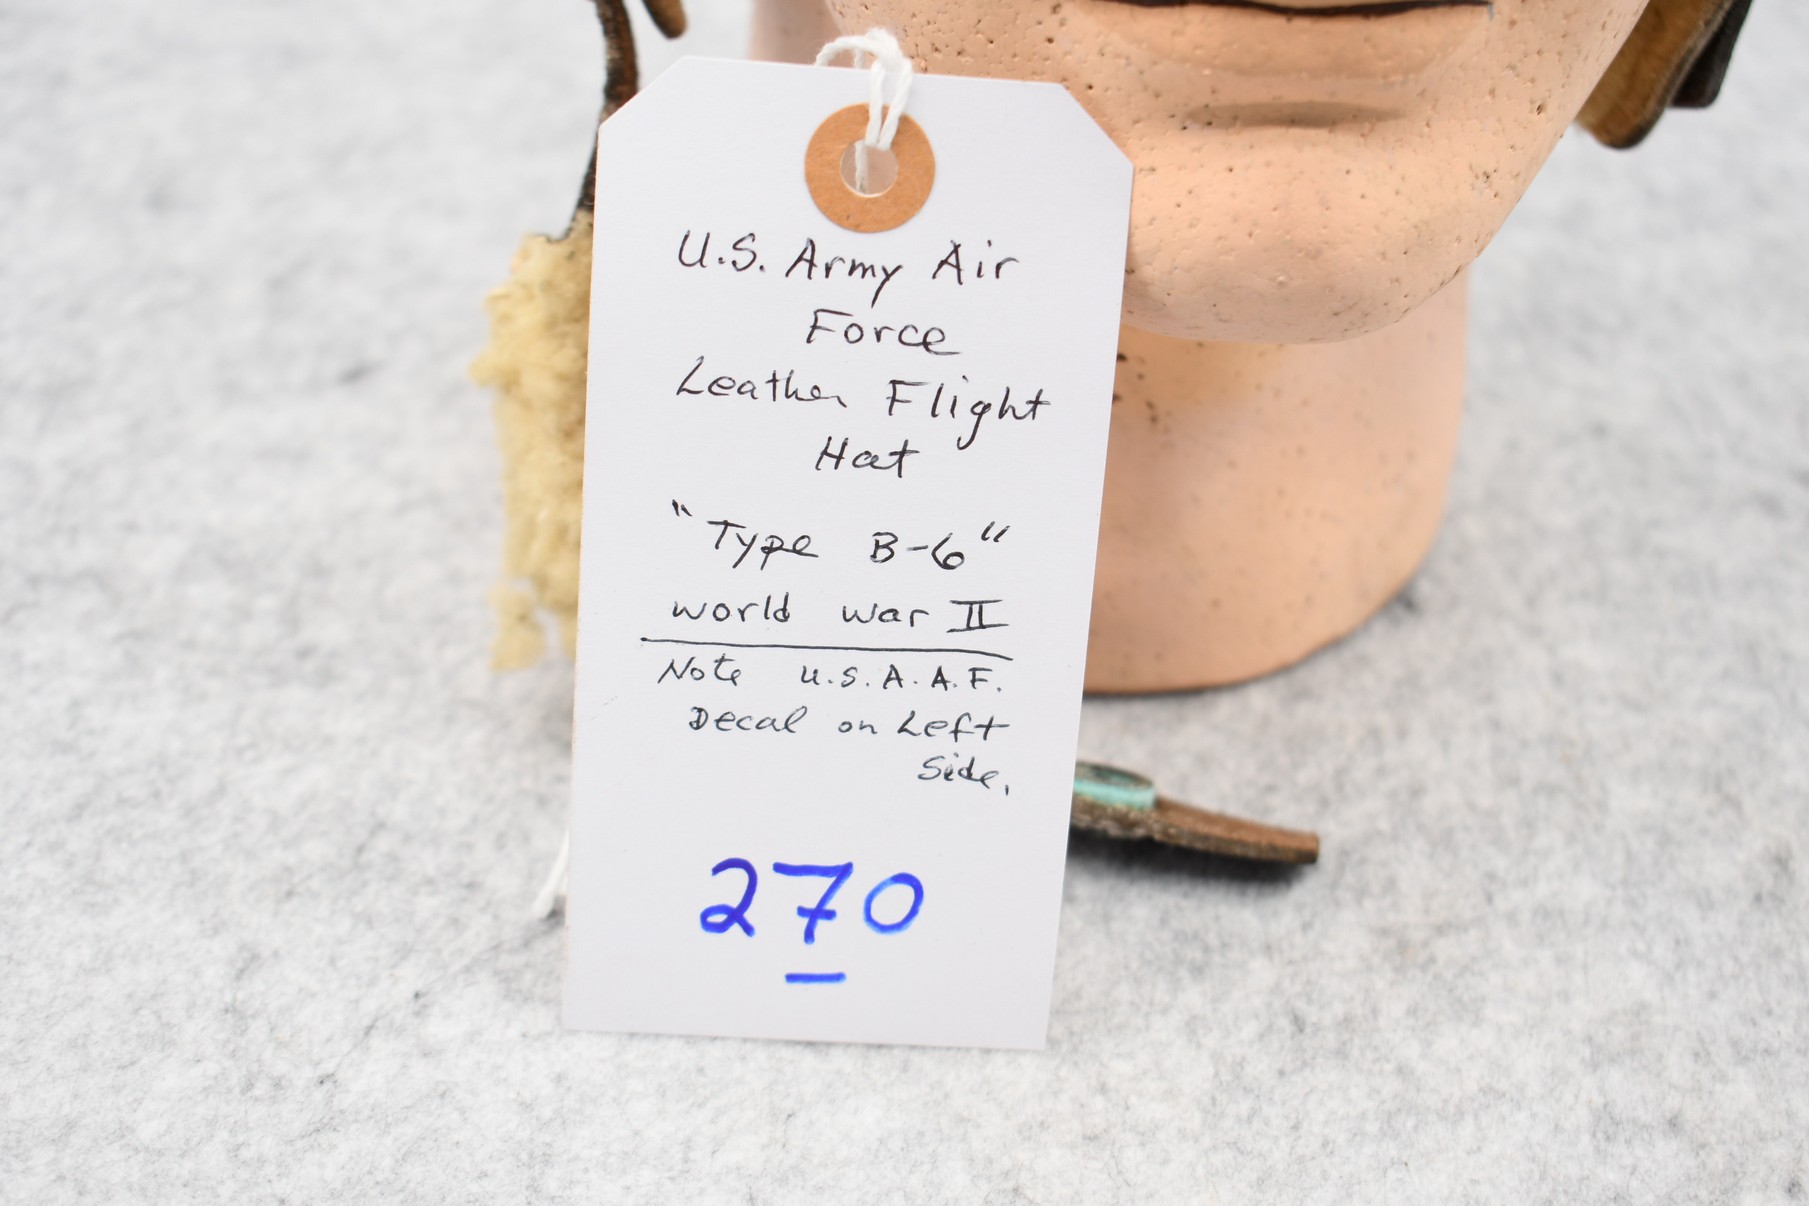 U.S. Army Air
Force
Leather Flight
Hat
"Type B-6"
world war II
Note U.S.A.A.F.
Decal on Left
Side.
270